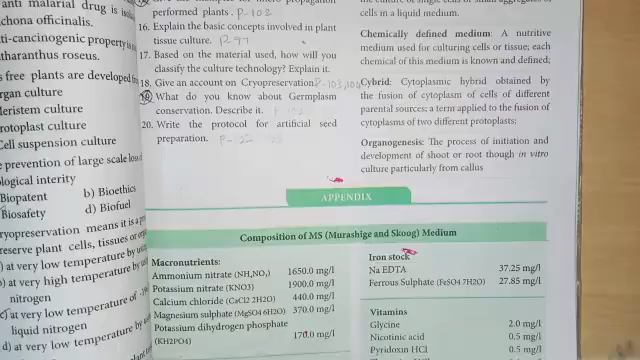 anti malarial drug is
chona officinalis.
ti-cancinogenic property is
tharanthus roseus.
s free plants are developed from
rgan culture
eristem culture
rotoplast culture
Cell suspension culture
e prevention of large scale loss
ological interity
Biopatent b) Bioethics
Biosafety d) Biofuel
ryopreservation means it is a
reserve plant cells, tissues or
at very low temperature by
at very high temperature by
nitrogen
at very low temperature of
liquid nitrogen
d) at very low temperature by
performed plants. P-103
16. Explain the basic concepts involved in plant
tissue culture. P-97
17. Based on the material used, how will you
classify the culture technology? Explain it.
18. Give an account on Cryopreservation P-103,104
19. What do you know about Germplasm
conservation. Describe it.
20. Write the protocol for artificial seed
preparation.
cells in a liquid medium.
Chemically defined medium: A nutritive
medium used for culturing cells or tissue; each
chemical of this medium is known and defined;
Cybrid: Cytoplasmic hybrid obtained by
the fusion of cytoplasm of cells of different
parental sources; a term applied to the fusion of
cytoplasms of two different protoplasts;
Organogenesis: The process of initiation and
development of shoot or root though in vitro
culture particularly from callus
APPENDIX
Composition of MS (Murashige and Skoog) Medium
Macronutrients:
Ammonium nitrate (NH4NO3) 1650.0 mg/l
Potassium nitrate (KNO3) 1900.0 mg/l
Calcium chloride (CaCl2 2H2O) 440.0 mg/l
Magnesium sulphate (MgSO4 6H2O) 370.0 mg/l
Potassium dihydrogen phosphate
(KH2PO4) 170.0 mg/l
Iron stock
Na EDTA 37.25 mg/l
Ferrous Sulphate (FeSO4 7H2O) 27.85 mg/l
Vitamins
Glycine 2.0 mg/l
Nicotinic acid 0.5 mg/l
Pyridoxin HCl 0.5 mg/l